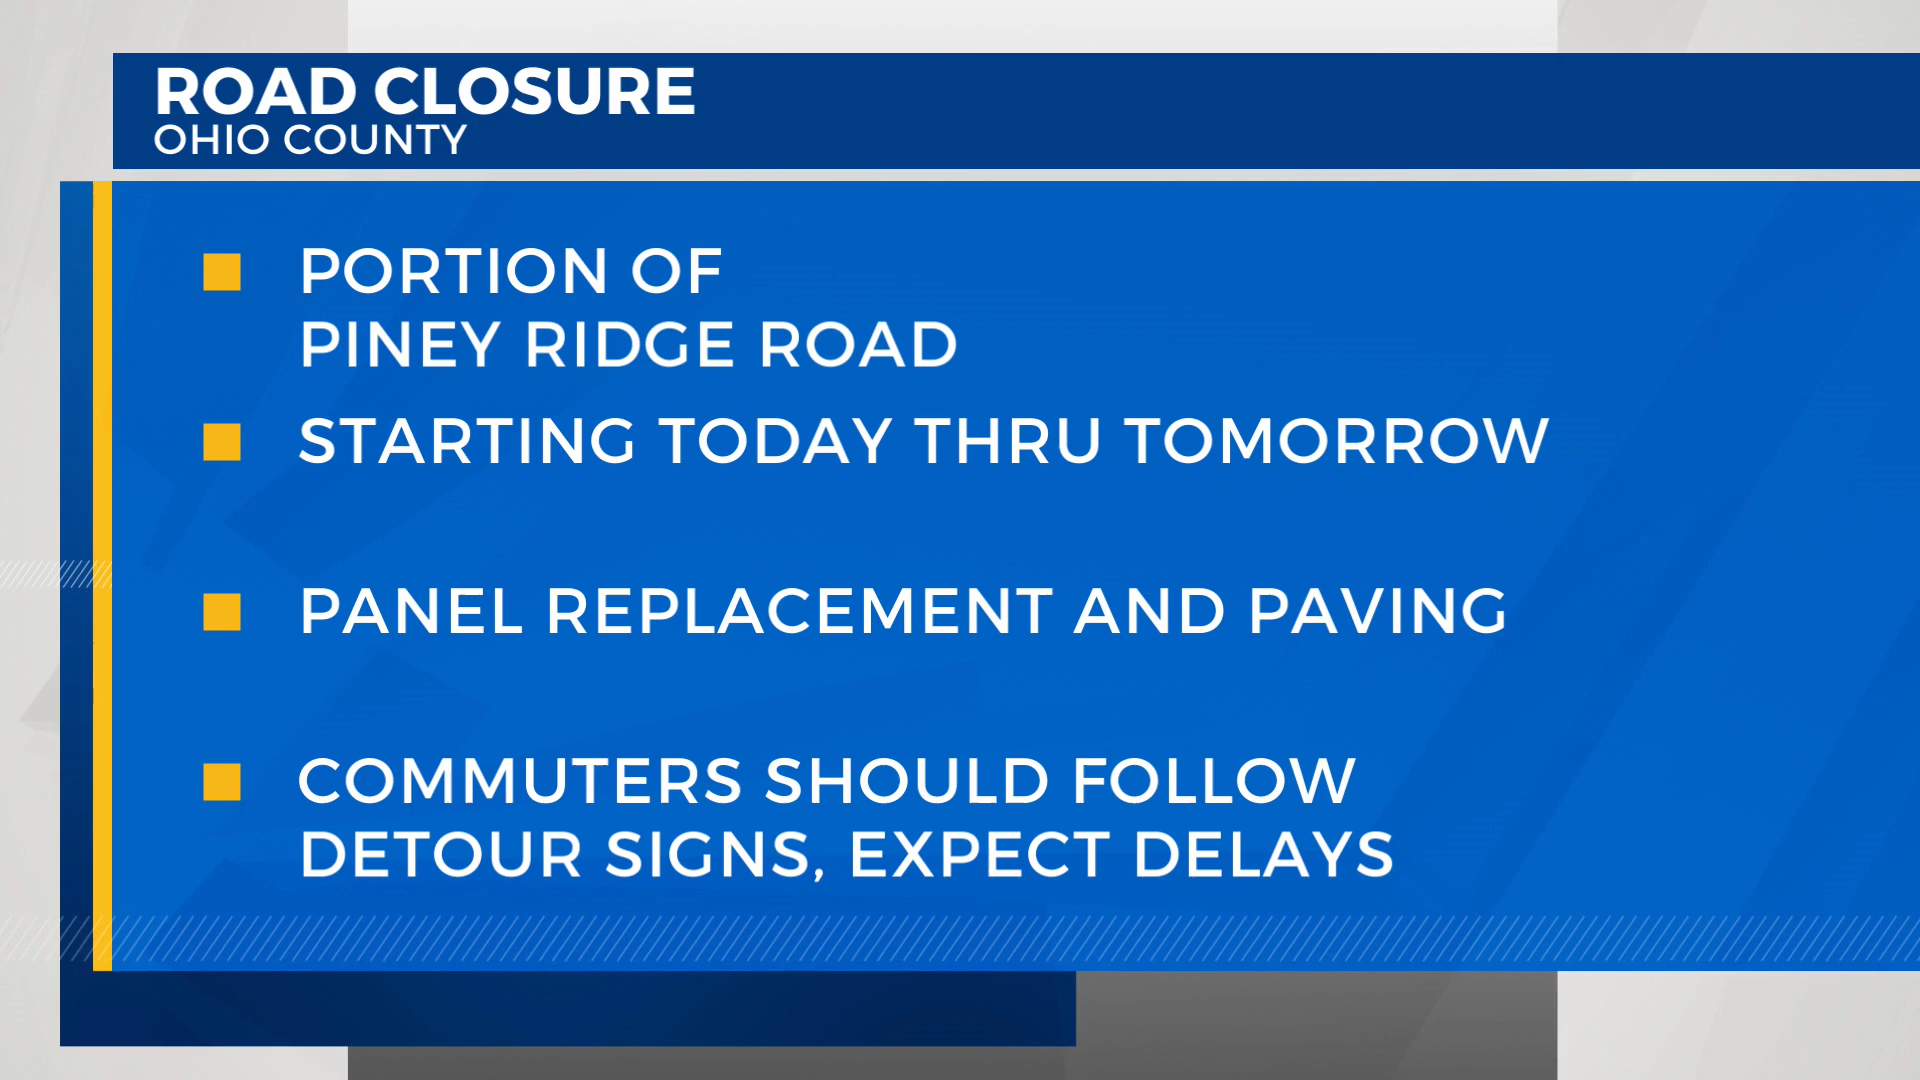 ROAD CLOSURE
OHIO COUNTY
PORTION OF
PINEY RIDGE ROAD
STARTING TODAY THRU TOMORROW
PANEL REPLACEMENT AND PAVING
COMMUTERS SHOULD FOLLOW
DETOUR SIGNS, EXPECT DELAYS